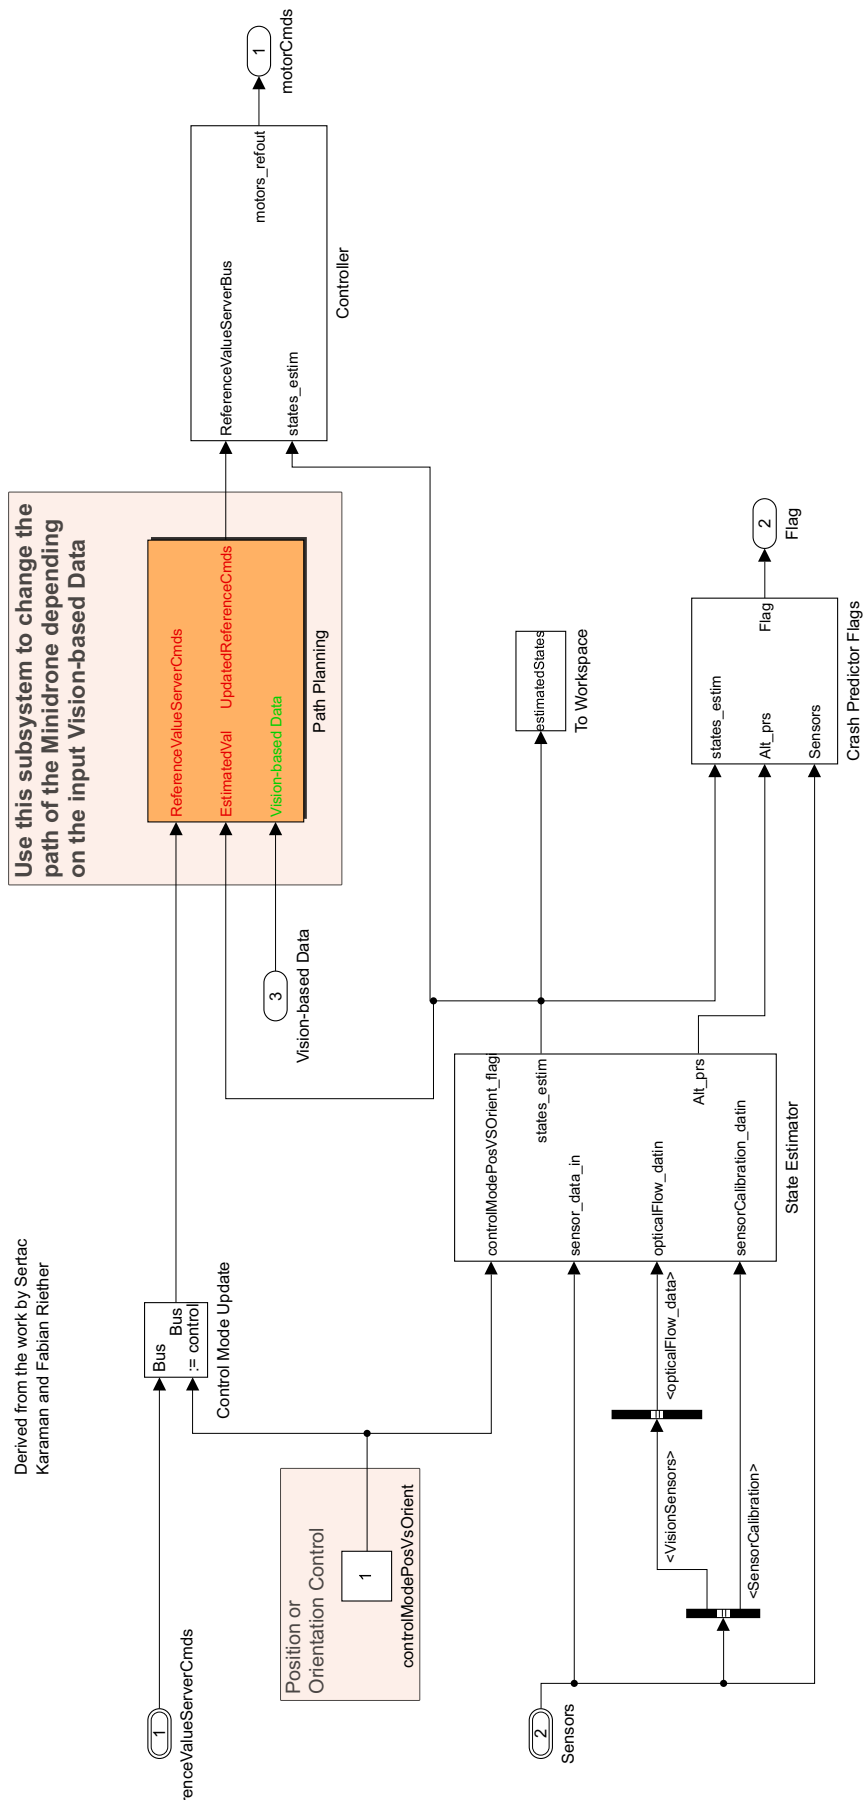 Derived from the work by Sertac
Karaman and Fabian Riether
Use this subsystem to change the
path of the Minidrone depending
on the input Vision-based Data
1
renceValueServerCmds
Bus
Bus
:= control
Control Mode Update
ReferenceValueServerCmds
EstimatedVal
UpdatedReferenceCmds
Vision-based Data
Path Planning
3
Vision-based Data
ReferenceValueServerBus
motors_refout
states_estim
Controller
1
motorCmds
Position or
Orientation Control
1
controlModePosVsOrient
2
Sensors
<VisionSensors>
<SensorCalibration>
<opticalFlow_data>
controlModePosVSOrient_flagi
states_estim
sensor_data_in
opticalFlow_datin
Alt_prs
sensorCalibration_datin
State Estimator
estimatedStates
To Workspace
states_estim
Alt_prs
Flag
Sensors
Crash Predictor Flags
2
Flag